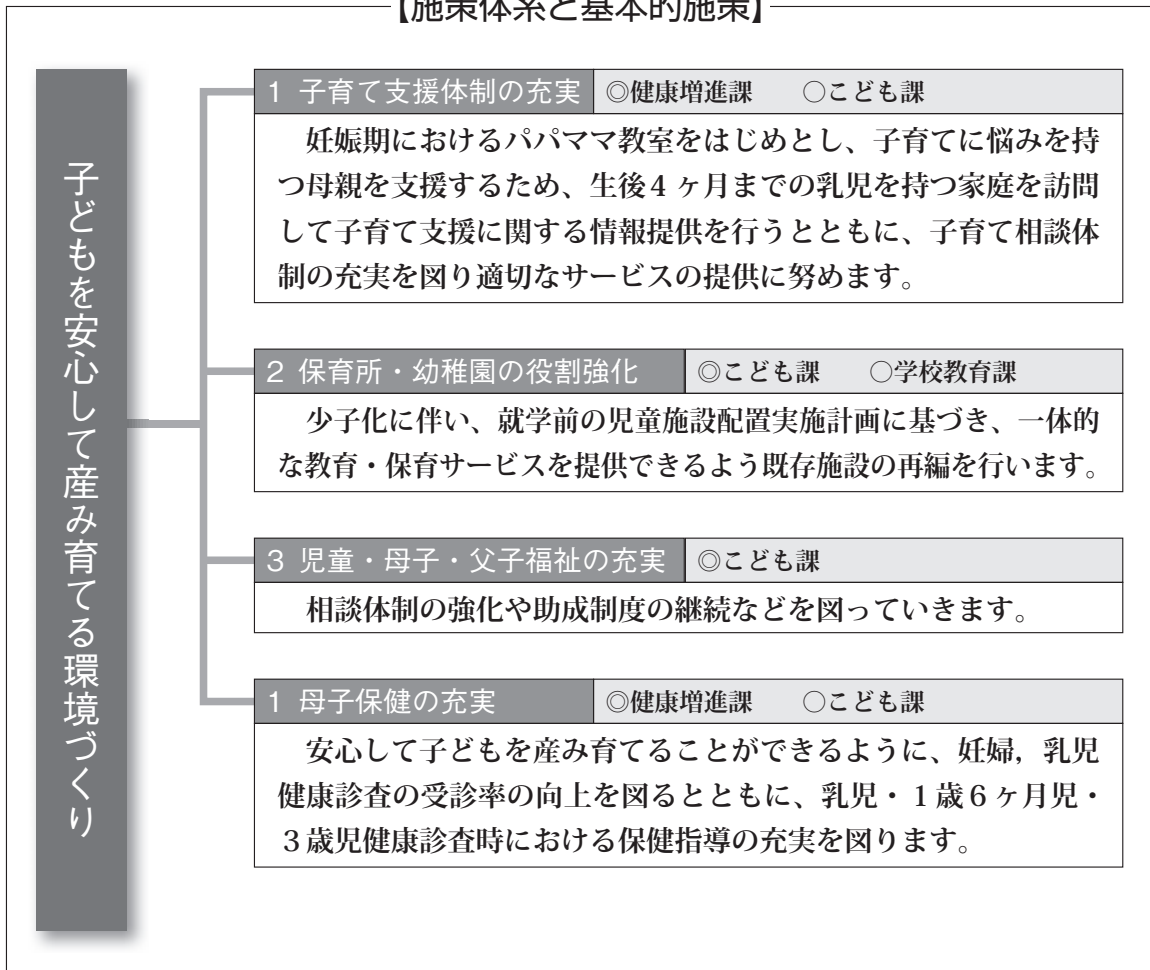 【施策体系と基本的施策】
子どもを安心して産み育てる環境づくり
1 子育て支援体制の充実 ◎健康増進課 ○こども課
妊娠期におけるパパママ教室をはじめとし、子育てに悩みを持
つ母親を支援するため、生後４ヶ月までの乳児を持つ家庭を訪問
して子育て支援に関する情報提供を行うとともに、子育て相談体
制の充実を図り適切なサービスの提供に努めます。
2 保育所・幼稚園の役割強化 ◎こども課 ○学校教育課
少子化に伴い、就学前の児童施設配置実施計画に基づき、一体的
な教育・保育サービスを提供できるよう既存施設の再編を行います。
3 児童・母子・父子福祉の充実 ◎こども課
相談体制の強化や助成制度の継続などを図っていきます。
1 母子保健の充実 ◎健康増進課 ○こども課
安心して子どもを産み育てることができるように、妊婦，乳児
健康診査の受診率の向上を図るとともに、乳児・１歳６ヶ月児・
３歳児健康診査時における保健指導の充実を図ります。